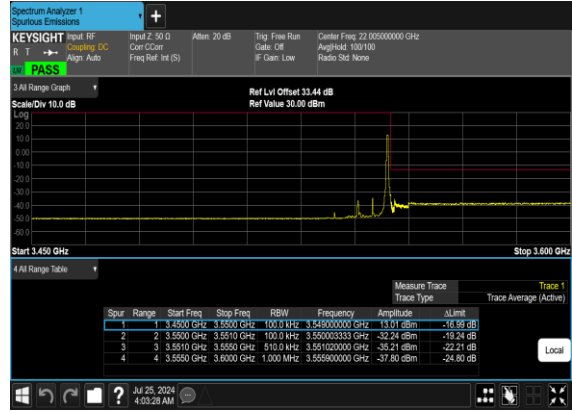 Spectrum Analyzer 1
Spurious Emissions
KEYSIGHT Input: RF Input Z: 50 Ω Atten: 20 dB Trig: Free Run Center Freq: 22.005000000 GHz
R T Coupling: DC Corr CCorr Gate: Off Avg|Hold: 100/100
Align: Auto Freq Ref: Int (S) IF Gain: Low Radio Std: None
PASS
3 All Range Graph
Ref Lvl Offset 33.44 dB
Scale/Div 10.0 dB Ref Value 30.00 dBm
Log
20.0
10.0
0.00
-10.0
-20.0
-30.0
-40.0
-50.0
-60.0
Start 3.450 GHz Stop 3.600 GHz
4 All Range Table
Measure Trace Trace 1
Trace Type Trace Average (Active)
Spur Range Start Freq Stop Freq RBW Frequency Amplitude ΔLimit
1 1 3.4500 GHz 3.5500 GHz 100.0 kHz 3.549000000 GHz 13.01 dBm -16.99 dB
2 2 3.5500 GHz 3.5510 GHz 100.0 kHz 3.550003333 GHz -32.24 dBm -19.24 dB
3 3 3.5510 GHz 3.5550 GHz 510.0 kHz 3.551020000 GHz -35.21 dBm -22.21 dB
4 4 3.5550 GHz 3.6000 GHz 1.000 MHz 3.555900000 GHz -37.80 dBm -24.80 dB
Local
?
Jul 25, 2024
4:03:28 AM